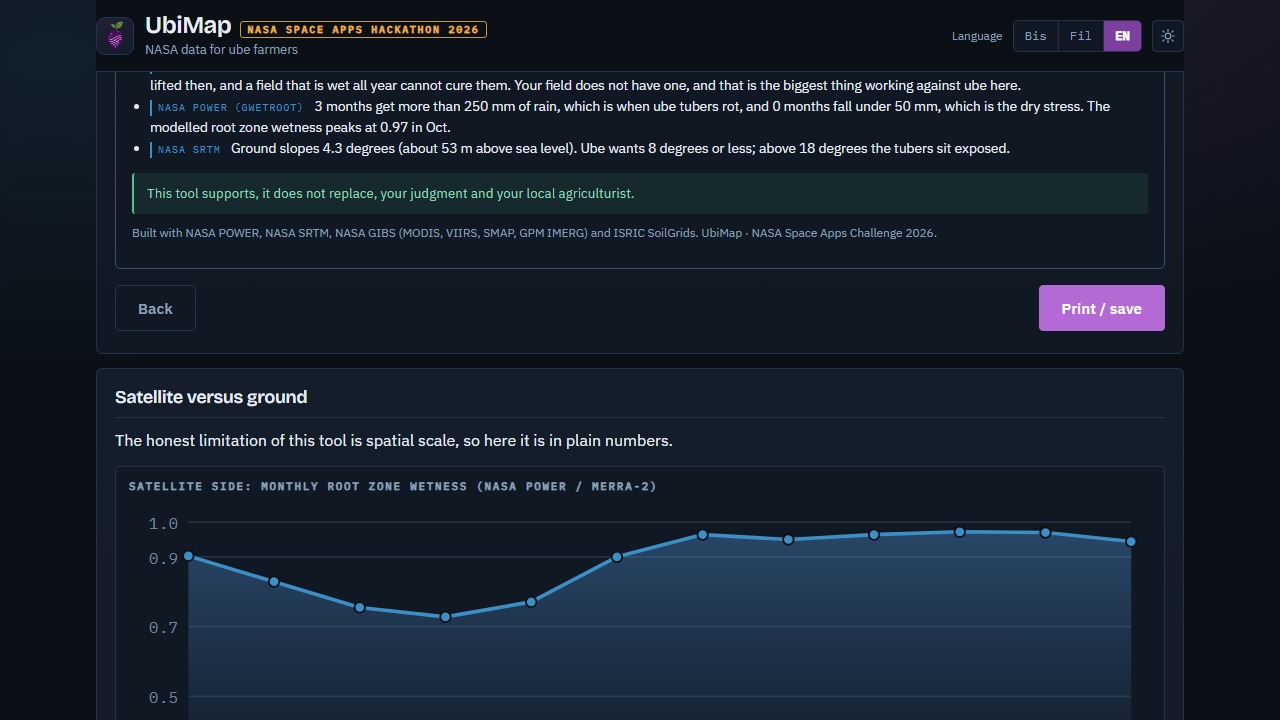 UbiMap NASA SPACE APPS HACKATHON 2026
NASA data for ube farmers
Language Bis Fil EN
lifted then, and a field that is wet all year cannot cure them. Your field does not have one, and that is the biggest thing working against ube here.
NASA POWER (GWETROOT) 3 months get more than 250 mm of rain, which is when ube tubers rot, and 0 months fall under 50 mm, which is the dry stress. The
modelled root zone wetness peaks at 0.97 in Oct.
NASA SRTM Ground slopes 4.3 degrees (about 53 m above sea level). Ube wants 8 degrees or less; above 18 degrees the tubers sit exposed.
This tool supports, it does not replace, your judgment and your local agriculturist.
Built with NASA POWER, NASA SRTM, NASA GIBS (MODIS, VIIRS, SMAP, GPM IMERG) and ISRIC SoilGrids. UbiMap · NASA Space Apps Challenge 2026.
Back
Print / save
Satellite versus ground
The honest limitation of this tool is spatial scale, so here it is in plain numbers.
SATELLITE SIDE: MONTHLY ROOT ZONE WETNESS (NASA POWER / MERRA-2)
1.0
0.9
0.7
0.5